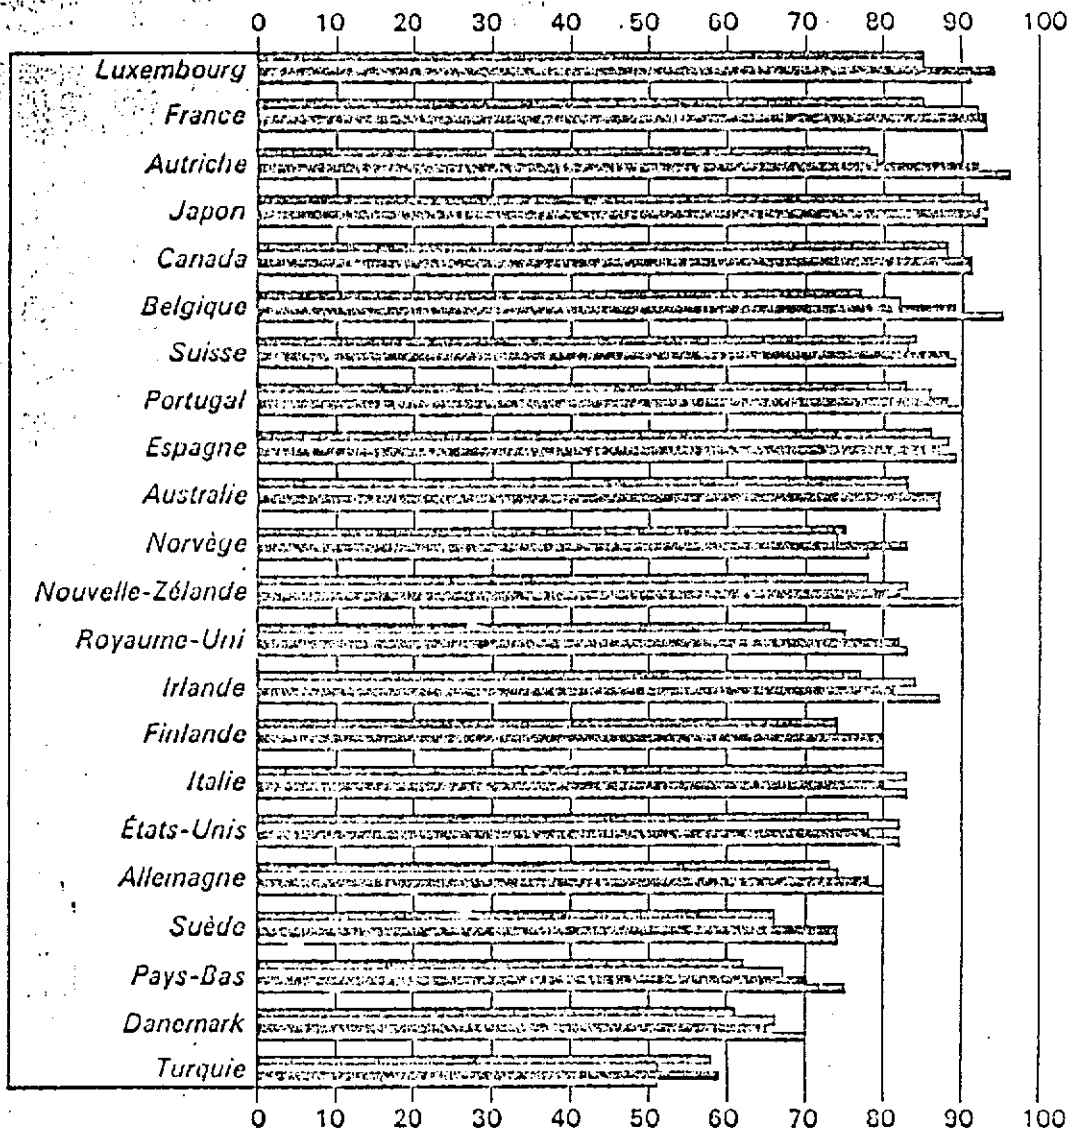 0 10 20 30 40 50 60 70 80 90 100
Luxembourg
France
Autriche
Japon
Canada
Belgique
Suisse
Portugal
Espagne
Australie
Norvège
Nouvelle-Zélande
Royaume-Uni
Irlande
Finlande
Italie
États-Unis
Allemagne
Suède
Pays-Bas
Danemark
Turquie
0 10 20 30 40 50 60 70 80 90 100